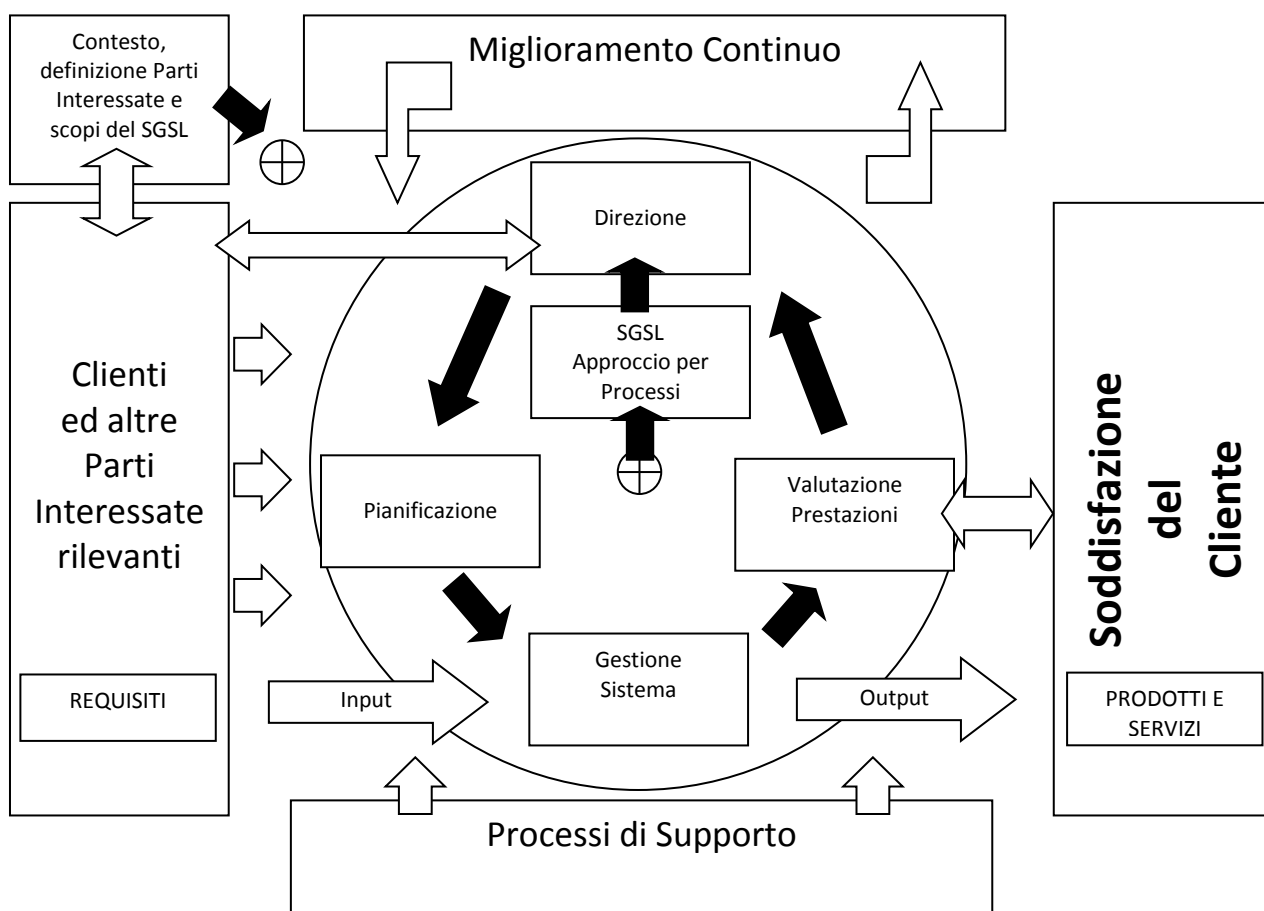 Contesto,
definizione Parti
Interessate e
scopi del SGSL
Miglioramento Continuo
Direzione
SGSL
Approccio per
Processi
Clienti
ed altre
Parti
Interessate
rilevanti
Pianificazione
Valutazione
Prestazioni
Soddisfazione
del
Cliente
Gestione
Sistema
REQUISITI
Input
Output
PRODOTTI E
SERVIZI
Processi di Supporto